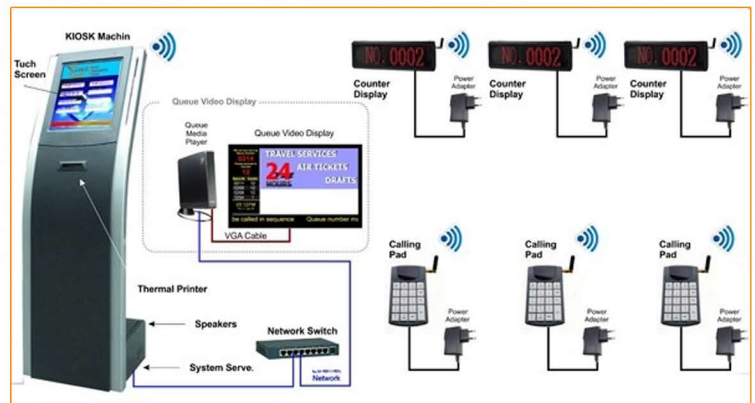 KIOSK Machin
Tuch
Screen
Thermal Printer
Speakers
System Serve.
Queue Video Display
Queue
Media
Player
Queue Video Display
TRAVEL SERVICES
24
HOURS
AIR TICKETS
DRAFTS
be called in sequence
Queue number
VGA Cable
Network Switch
Network
NO.0002
Counter
Display
Power
Adapter
NO.0002
Counter
Display
Power
Adapter
NO.0002
Counter
Display
Power
Adapter
Calling
Pad
Power
Adapter
Calling
Pad
Power
Adapter
Calling
Pad
Power
Adapter